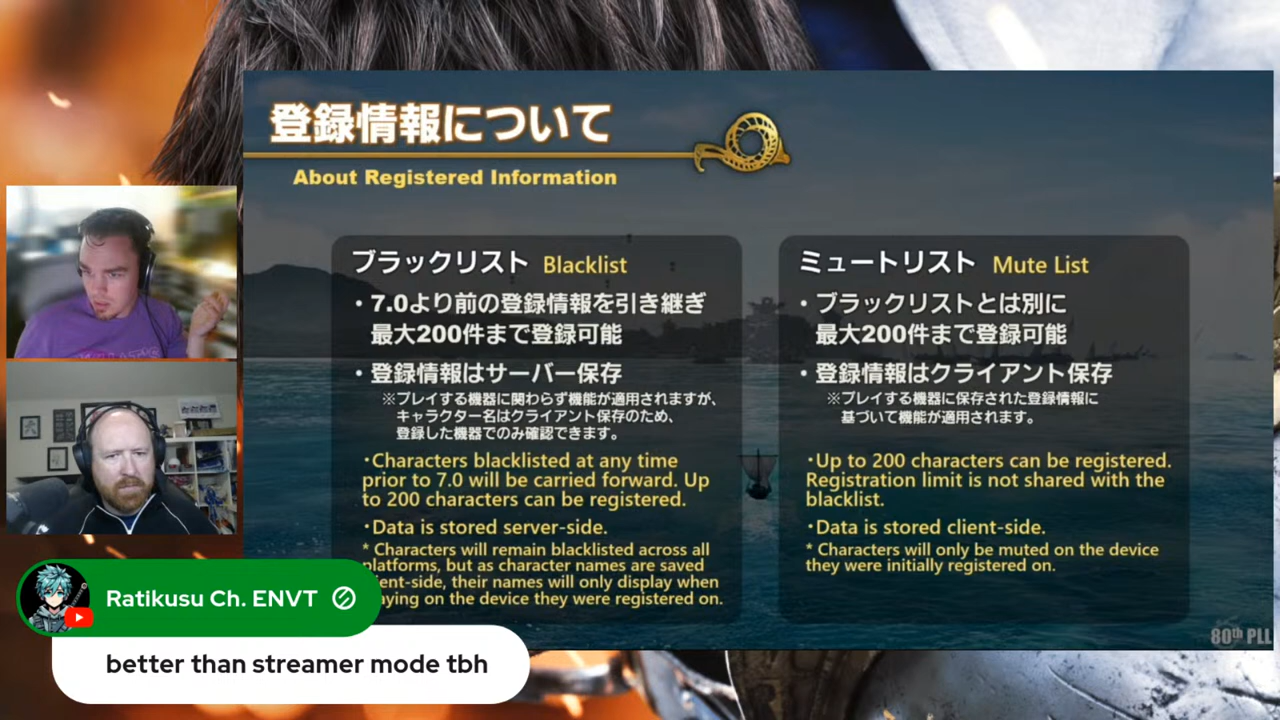 登録情報について
About Registered Information
ブラックリスト Blacklist
・7.0より前の登録情報を引き継ぎ
最大200件まで登録可能
・登録情報はサーバー保存
※プレイする機器に関わらず機能が適用されますが、
キャラクター名はクライアント保存のため、
登録した機器でのみ確認できます。
・Characters blacklisted at any time
prior to 7.0 will be carried forward. Up
to 200 characters can be registered.
・Data is stored server-side.
* Characters will remain blacklisted across all
platforms, but as character names are saved
ent-side, their names will only display when
aying on the device they were registered on.
ミュートリスト Mute List
・ブラックリストとは別に
最大200件まで登録可能
・登録情報はクライアント保存
※プレイする機器に保存された登録情報に
基づいて機能が適用されます。
・Up to 200 characters can be registered.
Registration limit is not shared with the
blacklist.
・Data is stored client-side.
* Characters will only be muted on the device
they were initially registered on.
80th PLL
Ratikusu Ch. ENVT
better than streamer mode tbh